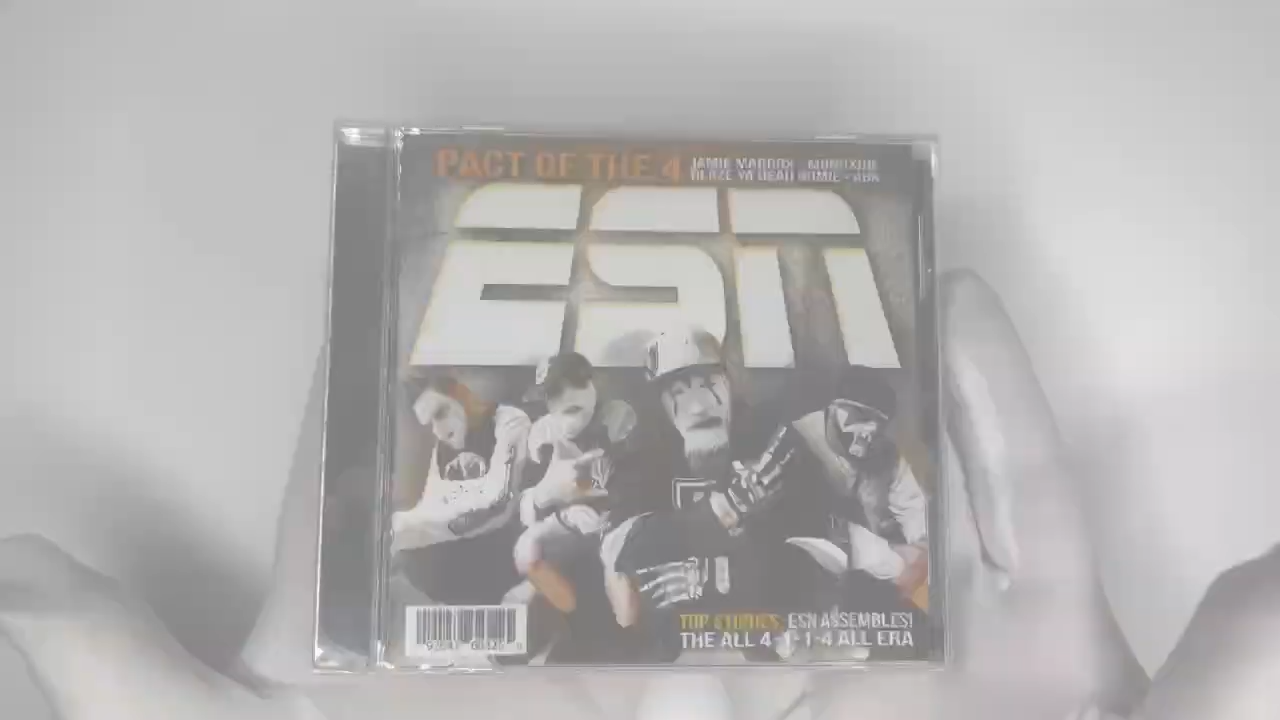 PACT OF THE 4
JAMIE MADROX - MONOXIDE
BLAZE YA DEAD HOMIE - ABK
ESN
TOP STORIES: ESN ASSEMBLES!
THE ALL 4-1-1-4 ALL ERA